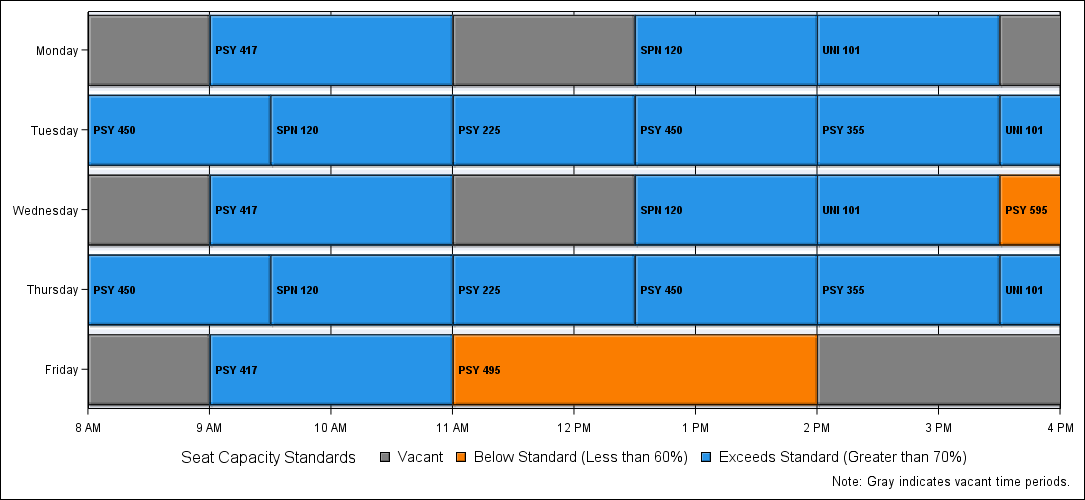 Monday PSY 417 SPN 120 UNI 101
Tuesday PSY 450 SPN 120 PSY 225 PSY 450 PSY 355 UNI 101
Wednesday PSY 417 SPN 120 UNI 101 PSY 595
Thursday PSY 450 SPN 120 PSY 225 PSY 450 PSY 355 UNI 101
Friday PSY 417 PSY 495
8 AM 9 AM 10 AM 11 AM 12 PM 1 PM 2 PM 3 PM 4 PM
Seat Capacity Standards Vacant Below Standard (Less than 60%) Exceeds Standard (Greater than 70%)
Note: Gray indicates vacant time periods.